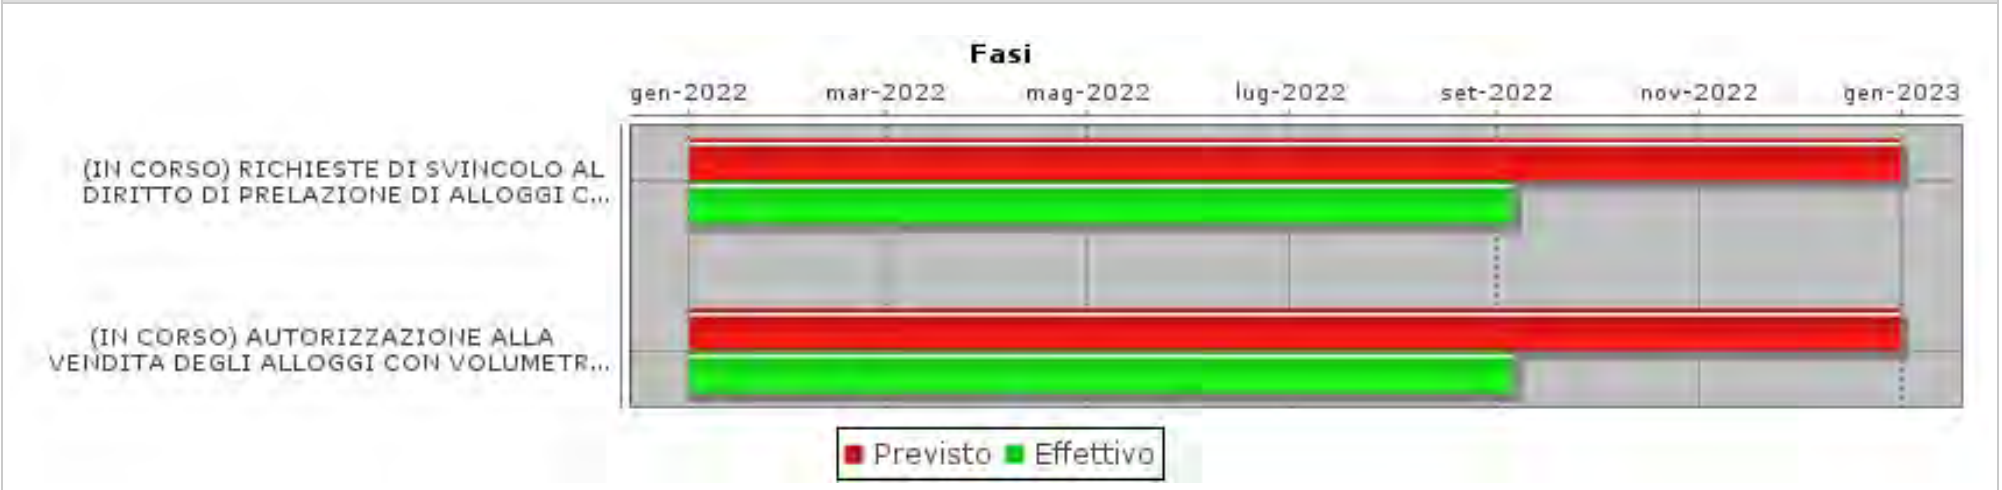 Fasi
gen-2022 mar-2022 mag-2022 lug-2022 set-2022 nov-2022 gen-2023
(IN CORSO) RICHIESTE DI SVINCOLO AL
DIRITTO DI PRELAZIONE DI ALLOGGI C...
(IN CORSO) AUTORIZZAZIONE ALLA
VENDITA DEGLI ALLOGGI CON VOLUMETR...
Previsto Effettivo